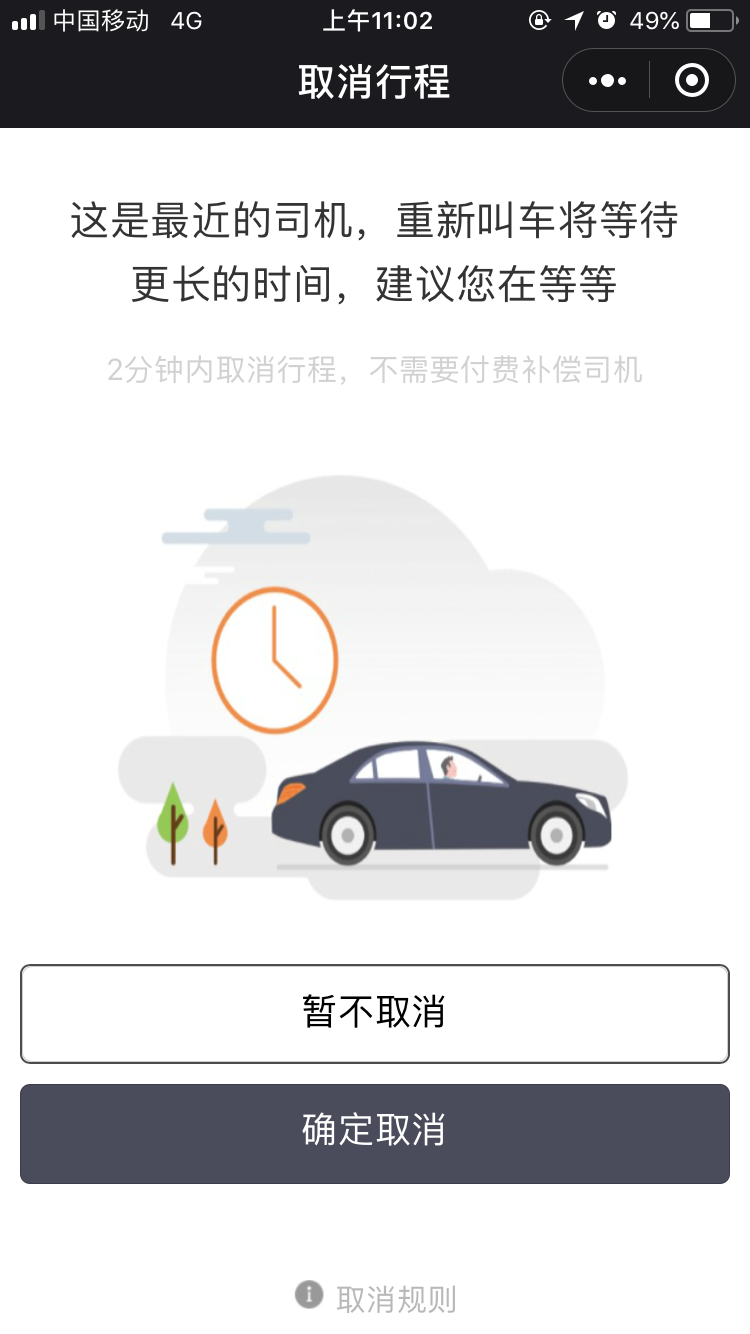 中国移动 4G 上午11:02 49%
取消行程
这是最近的司机，重新叫车将等待
更长的时间，建议您在等等
2分钟内取消行程，不需要付费补偿司机
暂不取消
确定取消
取消规则